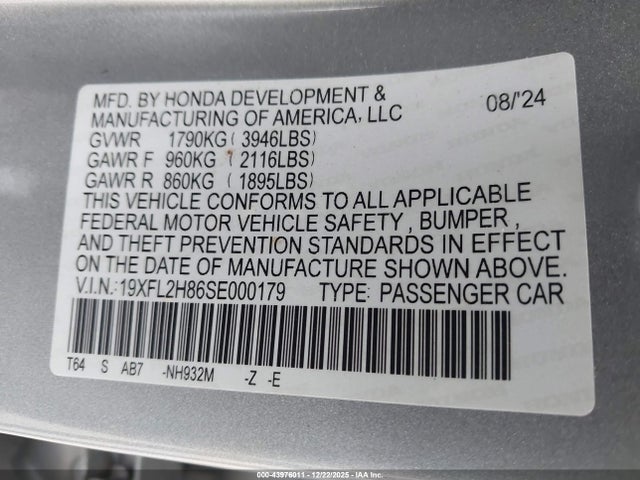 MFD. BY HONDA DEVELOPMENT & 08/'24
MANUFACTURING OF AMERICA, LLC
GVWR 1790KG ( 3946LBS)
GAWR F 960KG ( 2116LBS)
GAWR R 860KG ( 1895LBS)
THIS VEHICLE CONFORMS TO ALL APPLICABLE
FEDERAL MOTOR VEHICLE SAFETY , BUMPER ,
AND THEFT PREVENTION STANDARDS IN EFFECT
ON THE DATE OF MANUFACTURE SHOWN ABOVE.
V.I.N.:19XFL2H86SE000179 TYPE: PASSENGER CAR
T64 S AB7 -NH932M -Z -E
©00-43976011 - 12/22/2025 - IAA Inc.